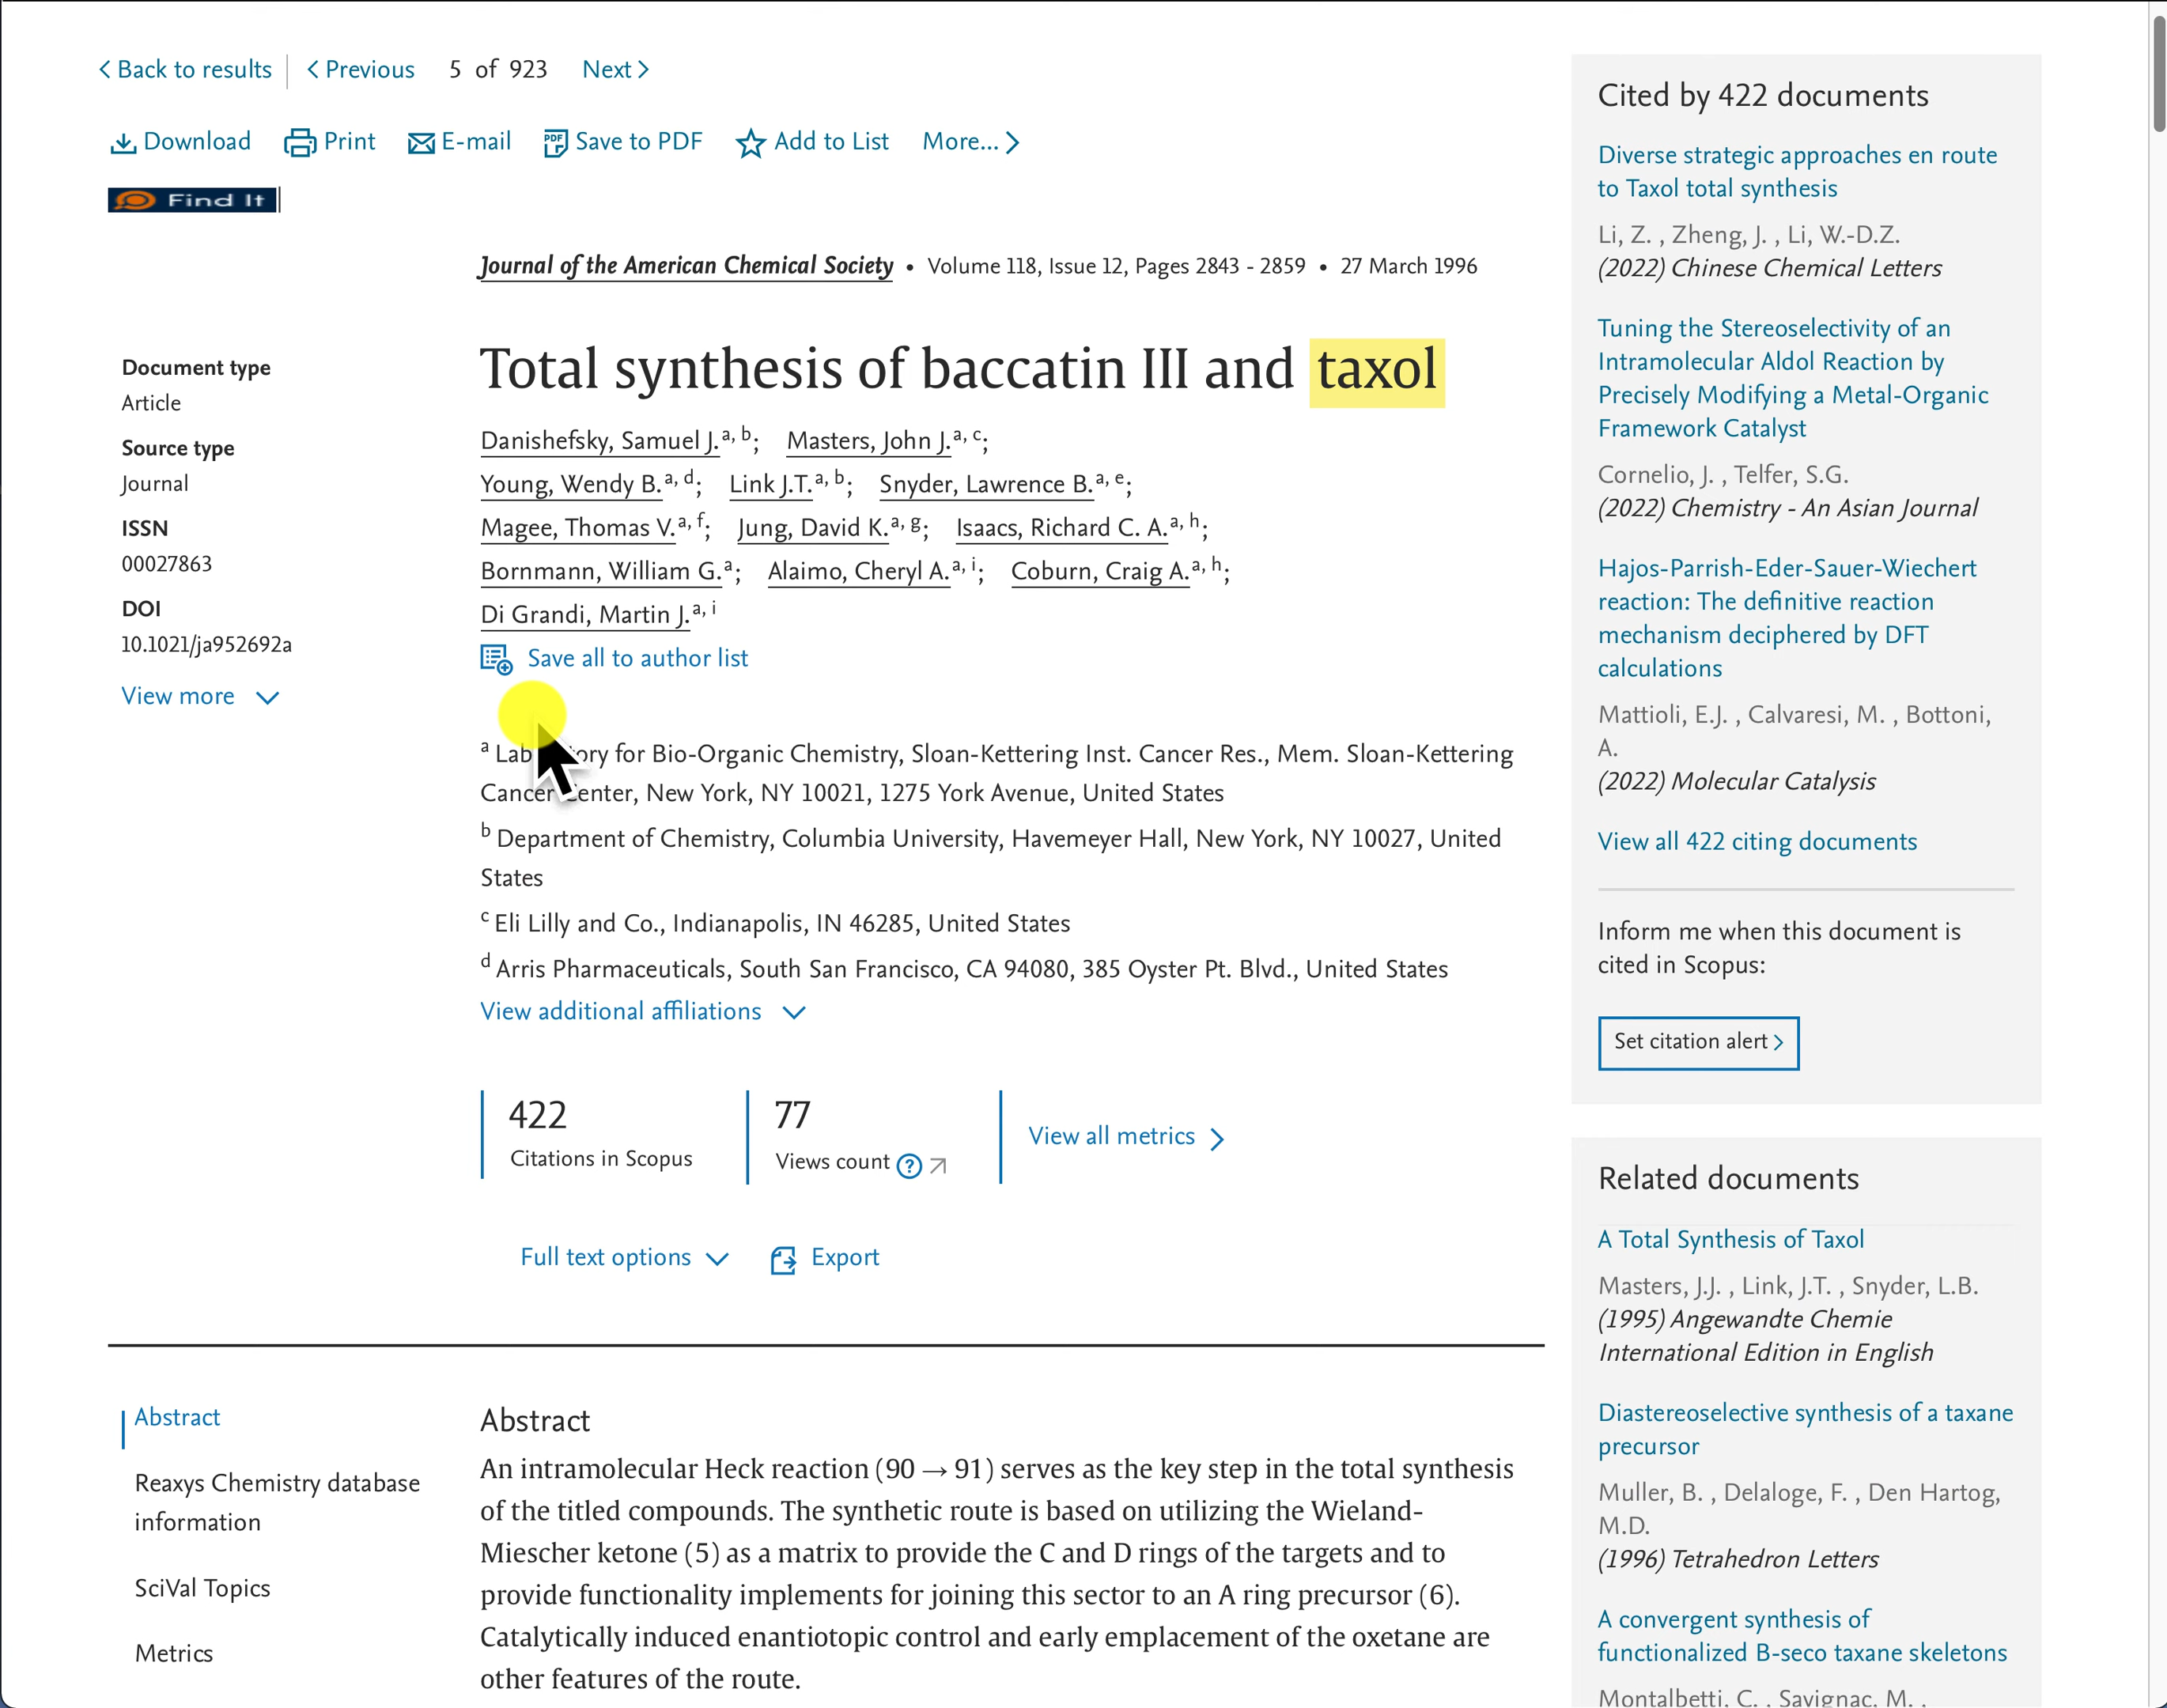 Back to results
Previous
5 of 923
Next
Download
Print
E-mail
Save to PDF
Add to List
More...
Find It
Journal of the American Chemical Society • Volume 118, Issue 12, Pages 2843 - 2859 • 27 March 1996
Document type
Article
Source type
Journal
ISSN
00027863
DOI
10.1021/ja952692a
View more
Total synthesis of baccatin III and taxol
Danishefsky, Samuel J.a, b; Masters, John J.a, c;
Young, Wendy B.a, d; Link J.T.a, b; Snyder, Lawrence B.a, e;
Magee, Thomas V.a, f; Jung, David K.a, g; Isaacs, Richard C. A.a, h;
Bornmann, William G.a; Alaimo, Cheryl A.a, i; Coburn, Craig A.a, h;
Di Grandi, Martin J.a, i
Save all to author list
a for Bio-Organic Chemistry, Sloan-Kettering Inst. Cancer Res., Mem. Sloan-Kettering
Cancer Center, New York, NY 10021, 1275 York Avenue, United States
b Department of Chemistry, Columbia University, Havemeyer Hall, New York, NY 10027, United
States
c Eli Lilly and Co., Indianapolis, IN 46285, United States
d Arris Pharmaceuticals, South San Francisco, CA 94080, 385 Oyster Pt. Blvd., United States
View additional affiliations
422
Citations in Scopus
77
Views count ?
View all metrics
Full text options
Export
Abstract
Reaxys Chemistry database
information
SciVal Topics
Metrics
Abstract
An intramolecular Heck reaction (90 → 91) serves as the key step in the total synthesis
of the titled compounds. The synthetic route is based on utilizing the Wieland-
Miescher ketone (5) as a matrix to provide the C and D rings of the targets and to
provide functionality implements for joining this sector to an A ring precursor (6).
Catalytically induced enantiotopic control and early emplacement of the oxetane are
other features of the route.
Cited by 422 documents
Diverse strategic approaches en route
to Taxol total synthesis
Li, Z. , Zheng, J. , Li, W.-D.Z.
(2022) Chinese Chemical Letters
Tuning the Stereoselectivity of an
Intramolecular Aldol Reaction by
Precisely Modifying a Metal-Organic
Framework Catalyst
Cornelio, J. , Telfer, S.G.
(2022) Chemistry - An Asian Journal
Hajos-Parrish-Eder-Sauer-Wiechert
reaction: The definitive reaction
mechanism deciphered by DFT
calculations
Mattioli, E.J. , Calvaresi, M. , Bottoni,
A.
(2022) Molecular Catalysis
View all 422 citing documents
Inform me when this document is
cited in Scopus:
Set citation alert
Related documents
A Total Synthesis of Taxol
Masters, J.J. , Link, J.T. , Snyder, L.B.
(1995) Angewandte Chemie
International Edition in English
Diastereoselective synthesis of a taxane
precursor
Muller, B. , Delaloge, F. , Den Hartog,
M.D.
(1996) Tetrahedron Letters
A convergent synthesis of
functionalized B-seco taxane skeletons
Montalbetti, C. , Savignac, M. ,